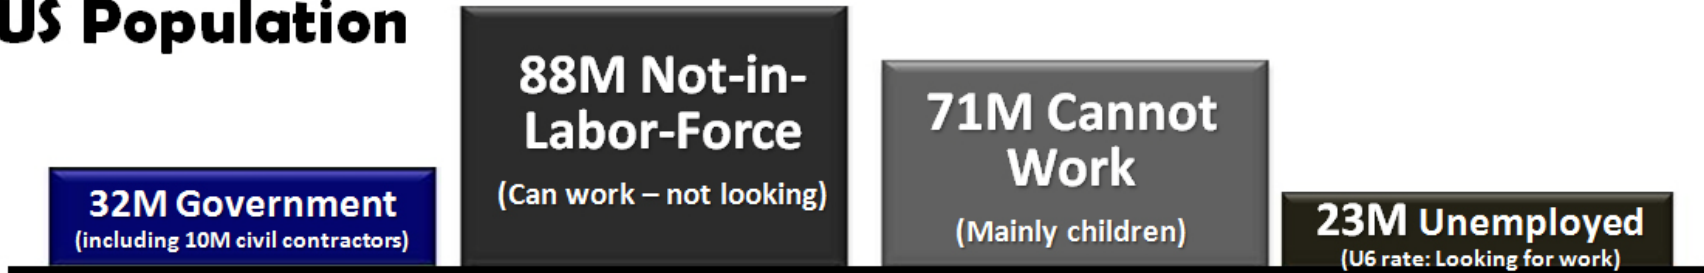 US Population
88M Not-in-
Labor-Force
(Can work – not looking)
71M Cannot
Work
(Mainly children)
32M Government
(including 10M civil contractors)
23M Unemployed
(U6 rate: Looking for work)